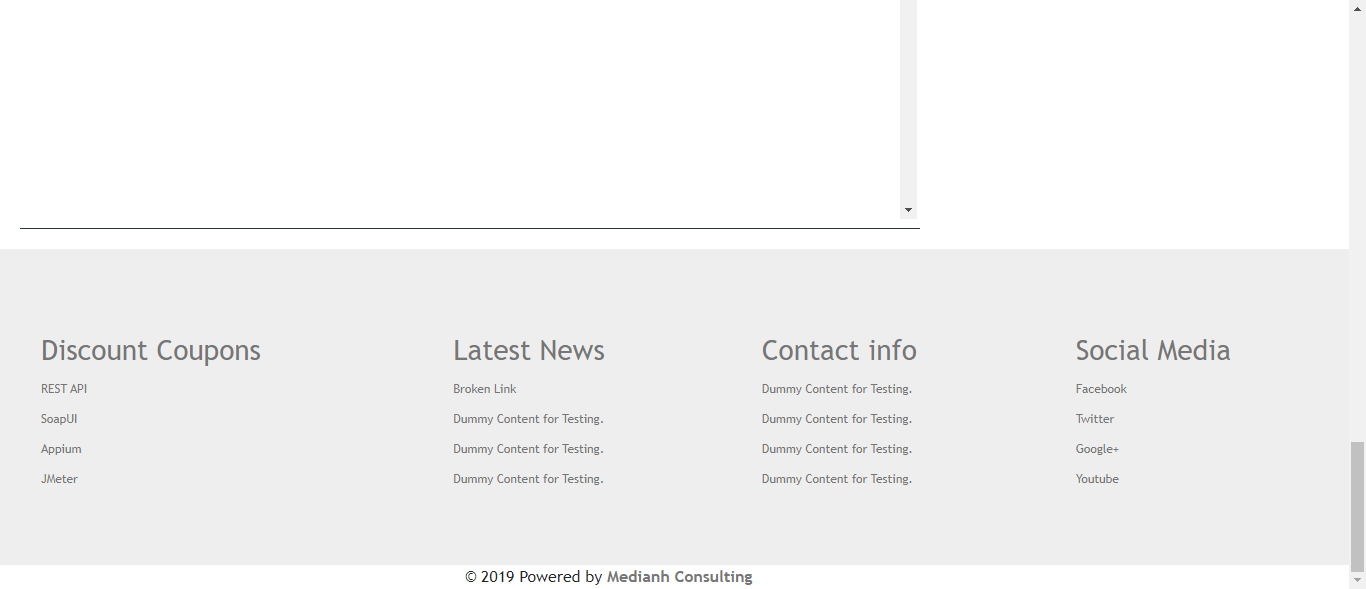 Discount Coupons
REST API
SoapUI
Appium
JMeter
Latest News
Broken Link
Dummy Content for Testing.
Dummy Content for Testing.
Dummy Content for Testing.
Contact info
Dummy Content for Testing.
Dummy Content for Testing.
Dummy Content for Testing.
Dummy Content for Testing.
Social Media
Facebook
Twitter
Google+
Youtube
© 2019 Powered by Medianh Consulting